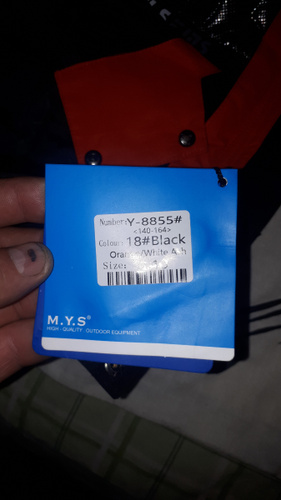 Number: Y-8855#
<140-164>
Colour: 18#Black
Orange/White Ash
Size:
M.Y.S®
HIGH - QUALITY OUTDOOR EQUIPMENT